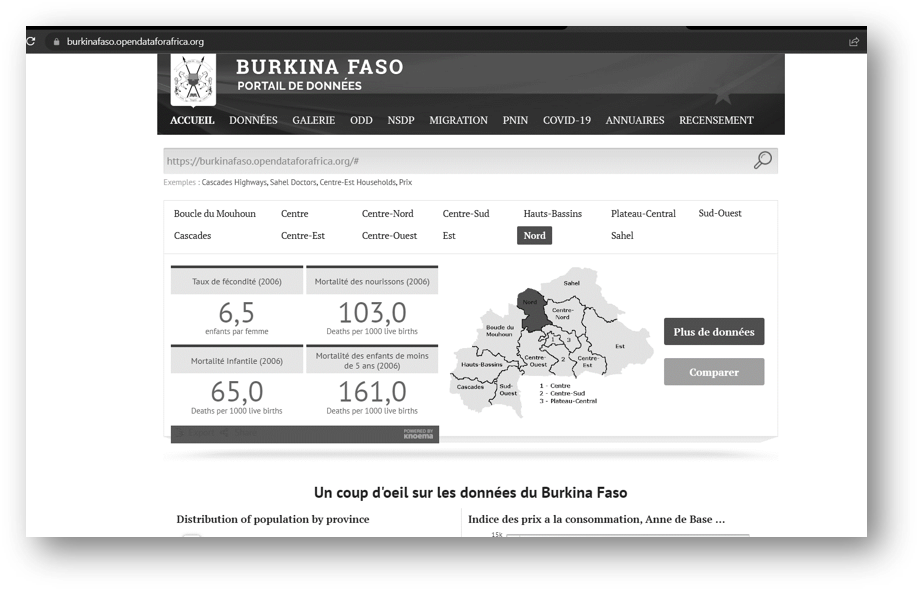 burkinafaso.opendataforafrica.org
BURKINA FASO
PORTAIL DE DONNÉES
ACCUEIL DONNÉES GALERIE ODD NSDP MIGRATION PNIN COVID-19 ANNUAIRES RECENSEMENT
https://burkinafaso.opendataforafrica.org/#
Exemples : Cascades Highways, Sahel Doctors, Centre-Est Households, Prix
Boucle du Mouhoun Centre Centre-Nord Centre-Sud Hauts-Bassins Plateau-Central Sud-Ouest
Cascades Centre-Est Centre-Ouest Est Nord Sahel
Taux de fécondité (2006)
6,5
enfants par femme
Mortalité des nourissons (2006)
103,0
Deaths per 1000 live births
Mortalité Infantile (2006)
65,0
Deaths per 1000 live births
Mortalité des enfants de moins
de 5 ans (2006)
161,0
Deaths per 1000 live births
POWERED BY
knoema
Sahel
Nord
Centre-
Nord
Boucle du
Mouhoun
1
3
Est
2
Centre-
Ouest
Centre-
Est
Hauts-Bassins
Cascades
Sud-
Ouest
1 - Centre
2 - Centre-Sud
3 - Plateau-Central
Plus de données
Comparer
Un coup d'oeil sur les données du Burkina Faso
Distribution of population by province
Indice des prix a la consommation, Anne de Base ...
15k